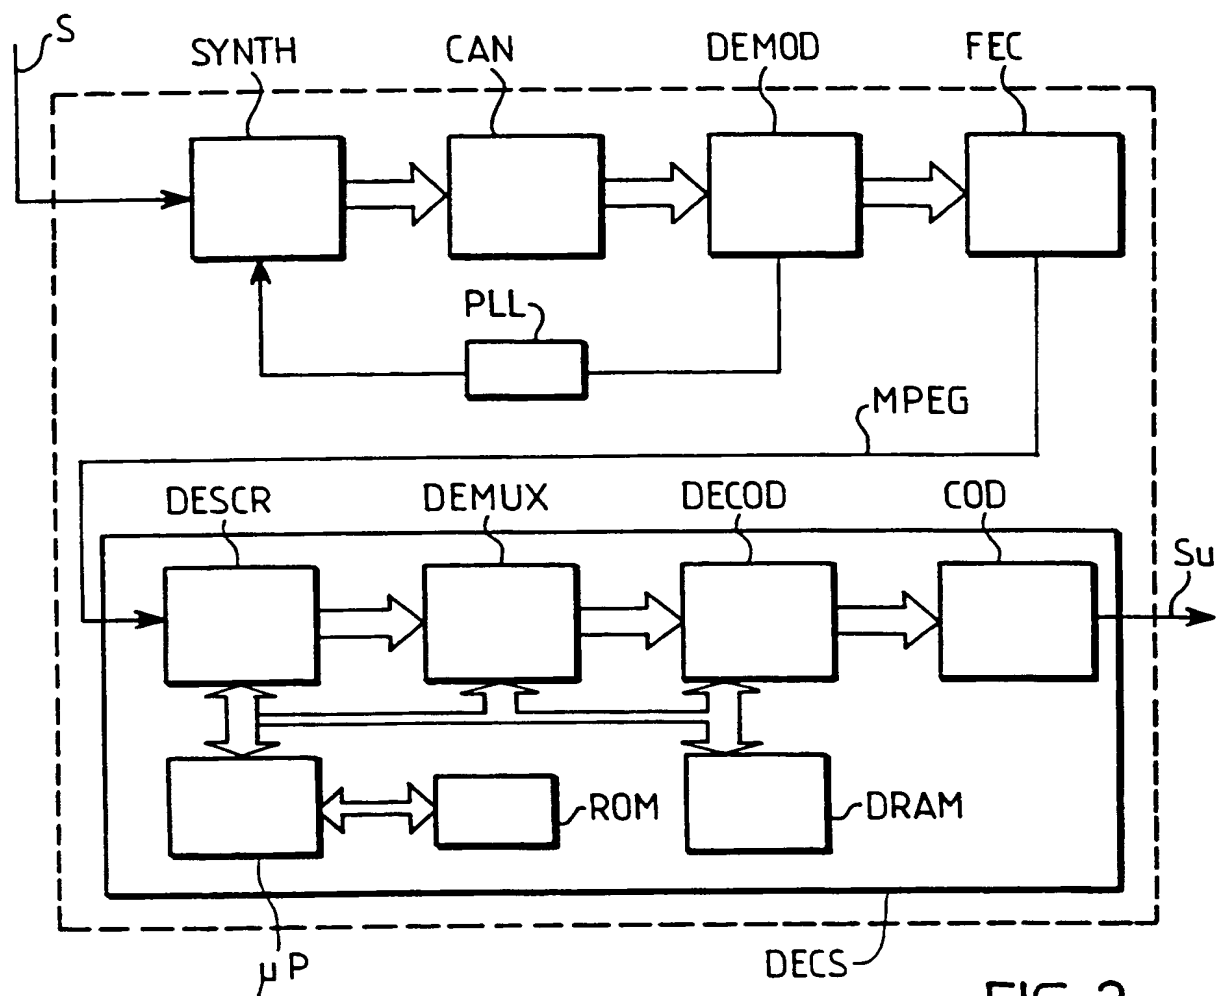 S
SYNTH
CAN
DEMOD
FEC
PLL
MPEG
DESCR
DEMUX
DECOD
COD
Su
ROM
DRAM
μP
DECS